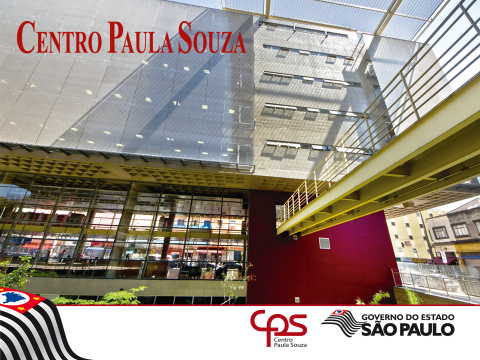 CENTRO PAULA SOUZA
cps
Centro
Paula Souza
GOVERNO DO ESTADO
SÃO PAULO